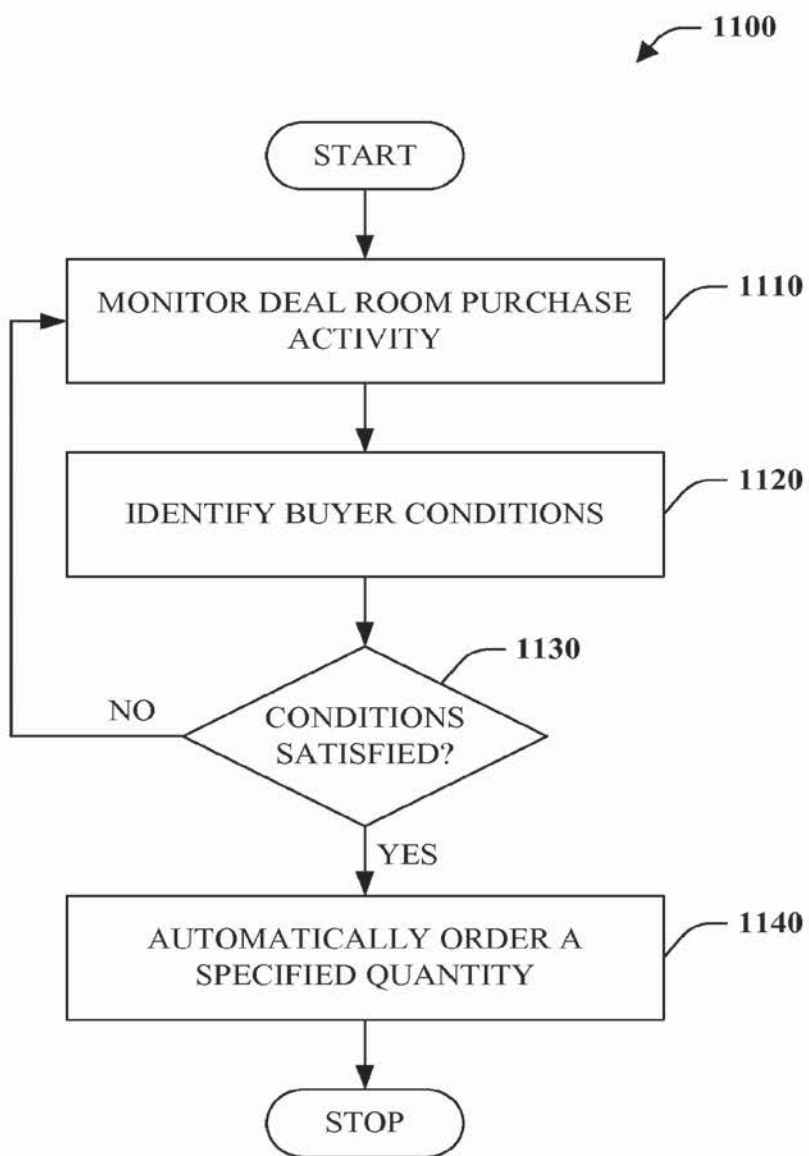 1100
START
MONITOR DEAL ROOM PURCHASE
ACTIVITY
1110
IDENTIFY BUYER CONDITIONS
1120
1130
CONDITIONS
SATISFIED?
NO
YES
AUTOMATICALLY ORDER A
SPECIFIED QUANTITY
1140
STOP